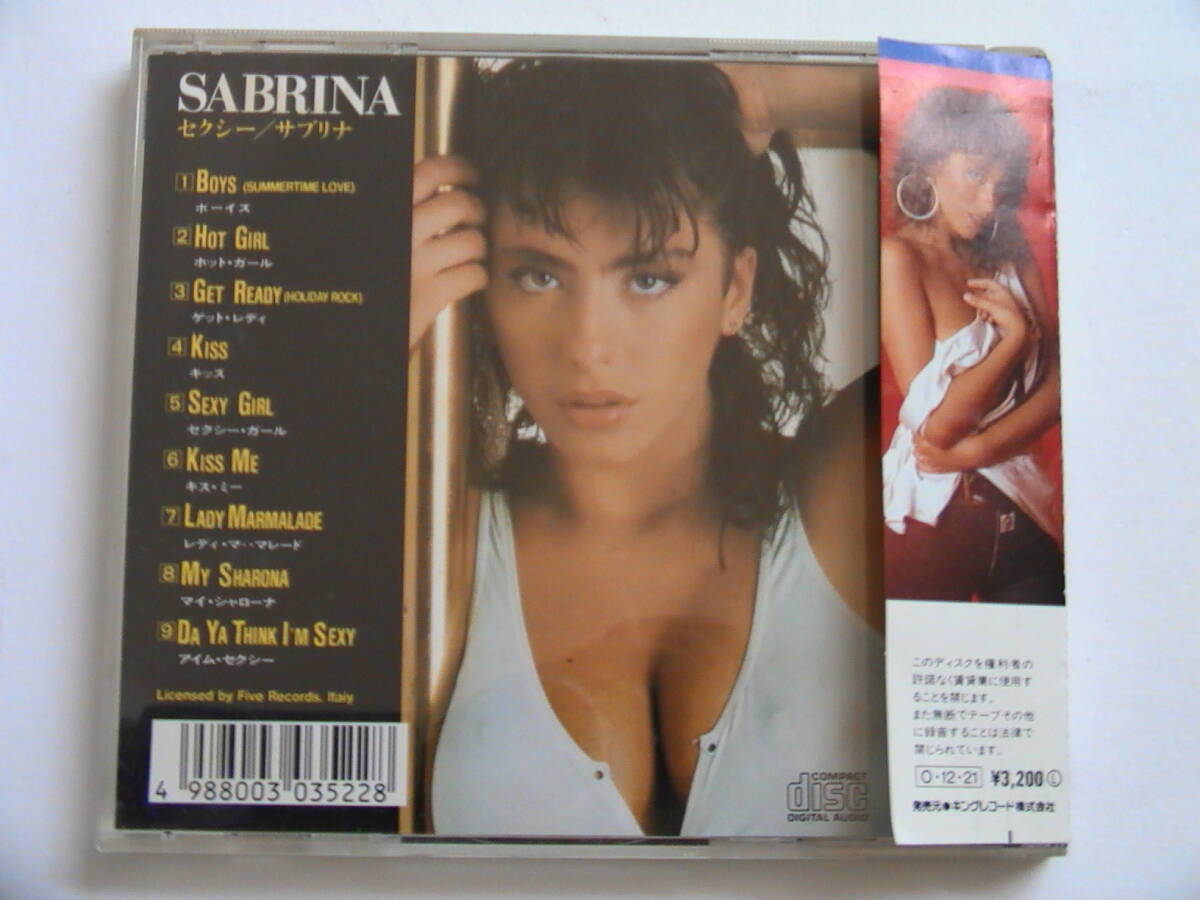 SABRINA
セクシー/サブリナ
1 BOYS (SUMMERTIME LOVE)
ボーイズ
2 HOT GIRL
ホット・ガール
3 GET READY (HOLIDAY ROCK)
ゲット・レディ
4 KISS
キッス
5 SEXY GIRL
セクシー・ガール
6 KISS ME
キス・ミー
7 LADY MARMALADE
レディ・マーマレード
8 MY SHARONA
マイ・シャローナ
9 DA YA THINK I'M SEXY
アイム・セクシー
Licensed by Five Records, Italy
4 988003 035228
COMPACT
disc
DIGITAL AUDIO
このディスクを権利者の
許諾なく賃貸業に使用す
ることを禁じます。
また無断でテープその他
に録音することは法律で
禁じられています。
O・12・21 ¥3,200 L
発売元●キングレコード株式会社